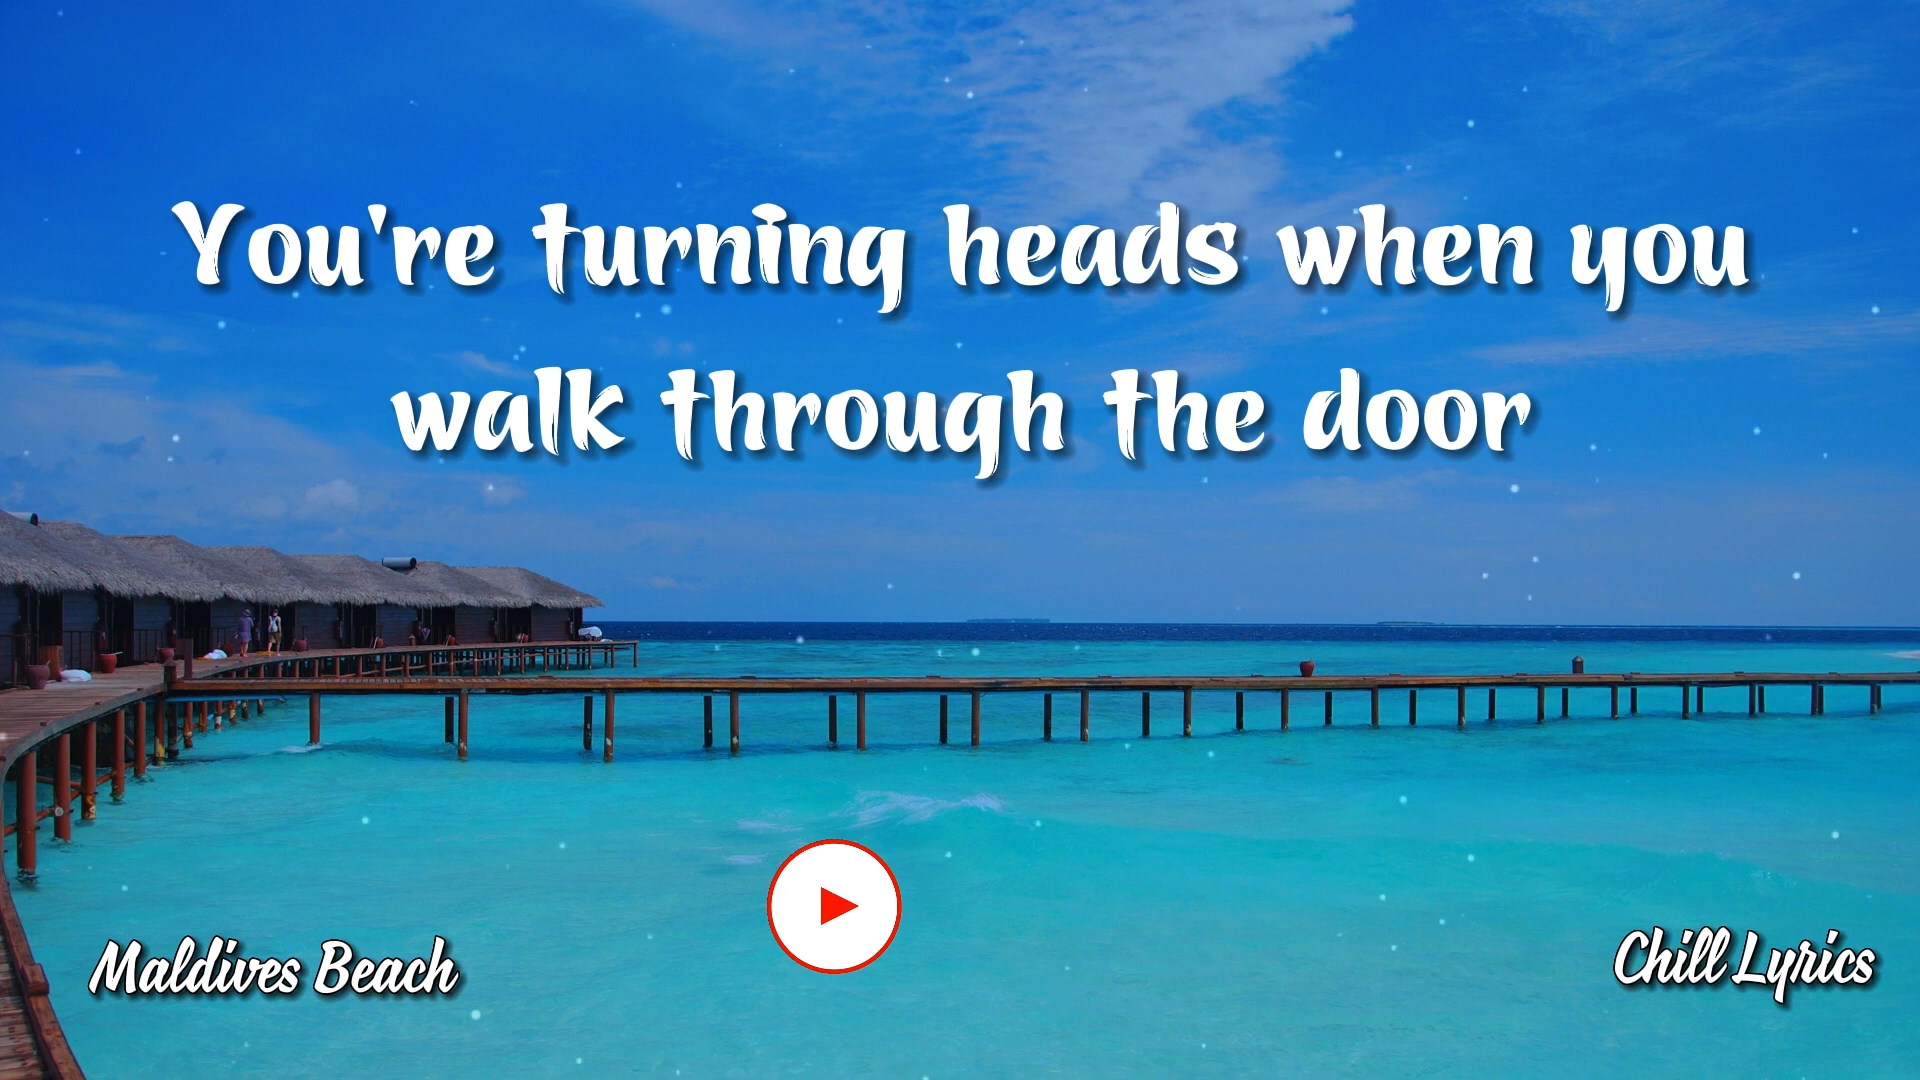 You're turning heads when you
walk through the door
Maldives Beach
Chill Lyrics